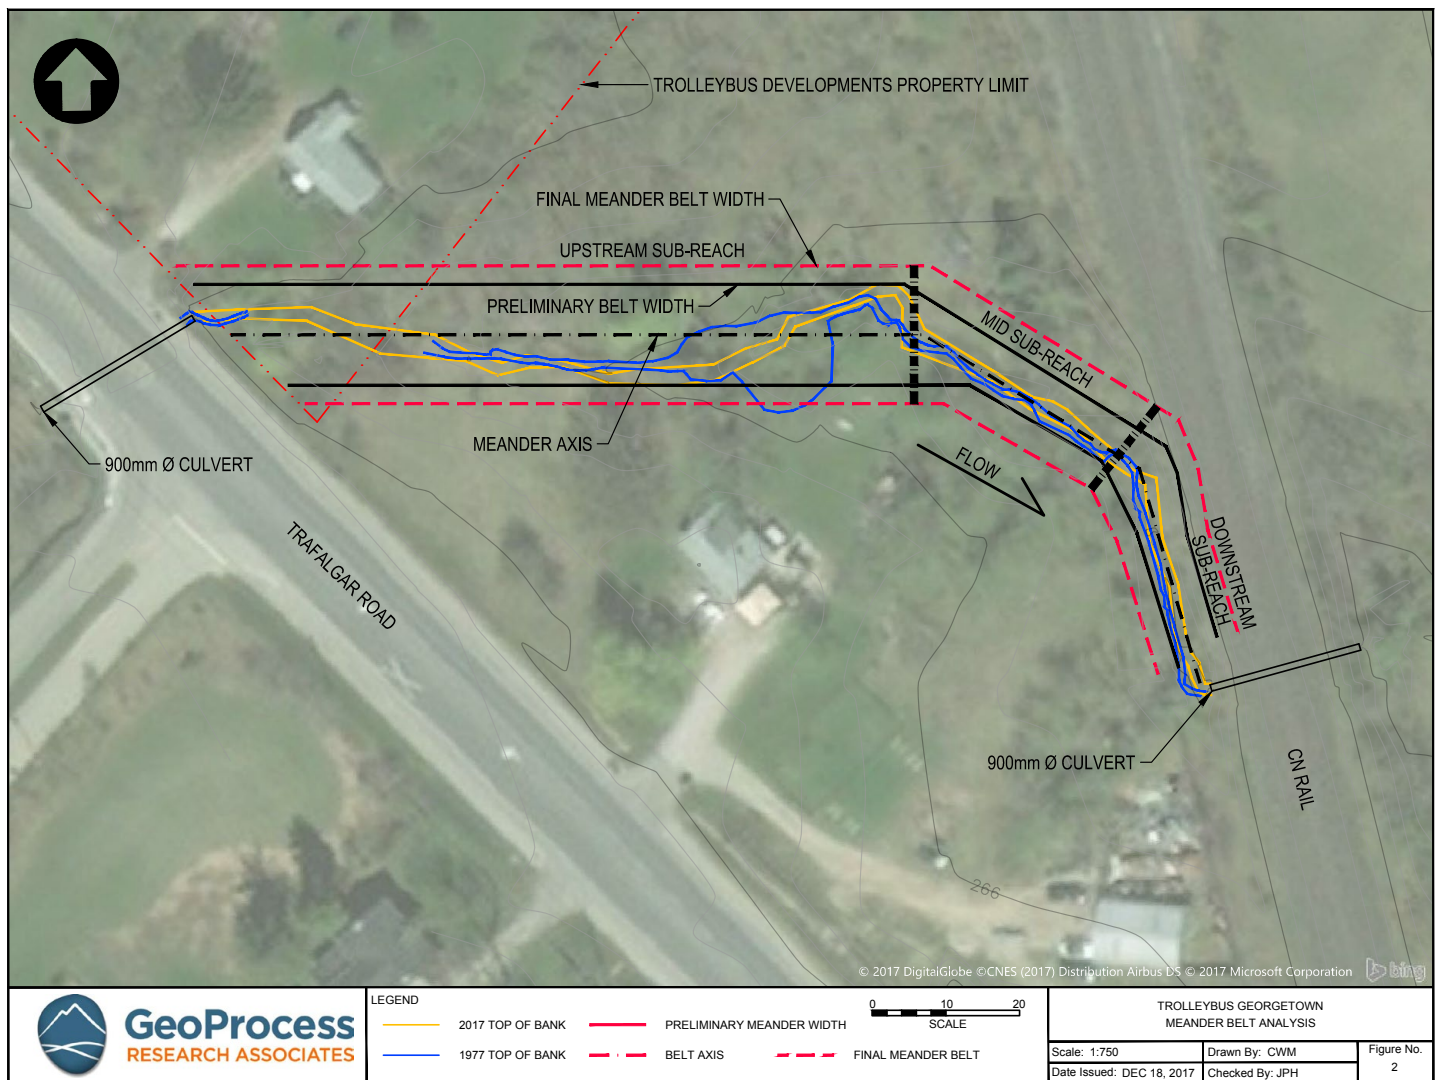 TROLLEYBUS DEVELOPMENTS PROPERTY LIMIT
FINAL MEANDER BELT WIDTH
UPSTREAM SUB-REACH
PRELIMINARY BELT WIDTH
MID SUB-REACH
MEANDER AXIS
900mm Ø CULVERT
FLOW
TRAFALGAR ROAD
DOWNSTREAM
SUB-REACH
900mm Ø CULVERT
CN RAIL
266
© 2017 DigitalGlobe ©CNES (2017) Distribution Airbus DS © 2017 Microsoft Corporation
bing
GeoProcess
RESEARCH ASSOCIATES
LEGEND
2017 TOP OF BANK
PRELIMINARY MEANDER WIDTH
1977 TOP OF BANK
BELT AXIS
FINAL MEANDER BELT
0 10 20
SCALE
TROLLEYBUS GEORGETOWN
MEANDER BELT ANALYSIS
Scale: 1:750
Drawn By: CWM
Figure No.
2
Date Issued: DEC 18, 2017
Checked By: JPH